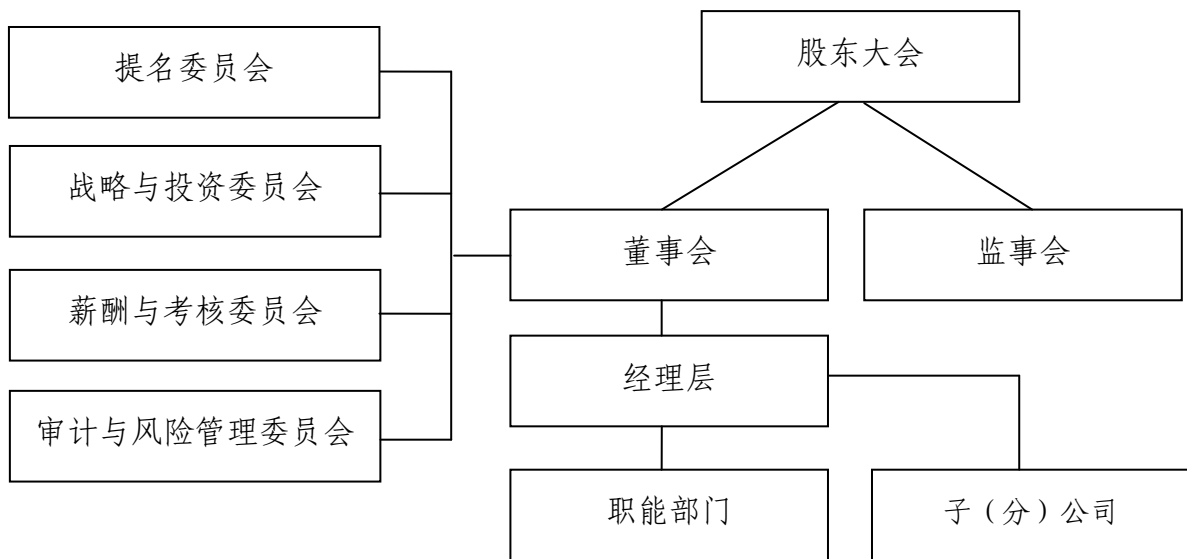 股东大会
提名委员会
战略与投资委员会
董事会
监事会
薪酬与考核委员会
经理层
审计与风险管理委员会
职能部门
子（分）公司